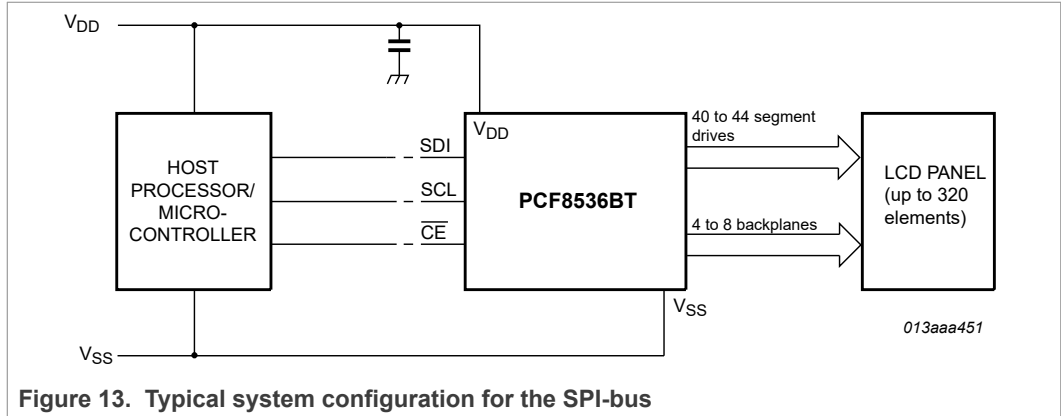 VDD
HOST
PROCESSOR/
MICRO-
CONTROLLER
SDI
SCL
CE
VDD
PCF8536BT
VSS
40 to 44 segment
drives
4 to 8 backplanes
LCD PANEL
(up to 320
elements)
VSS
013aaa451
Figure 13. Typical system configuration for the SPI-bus